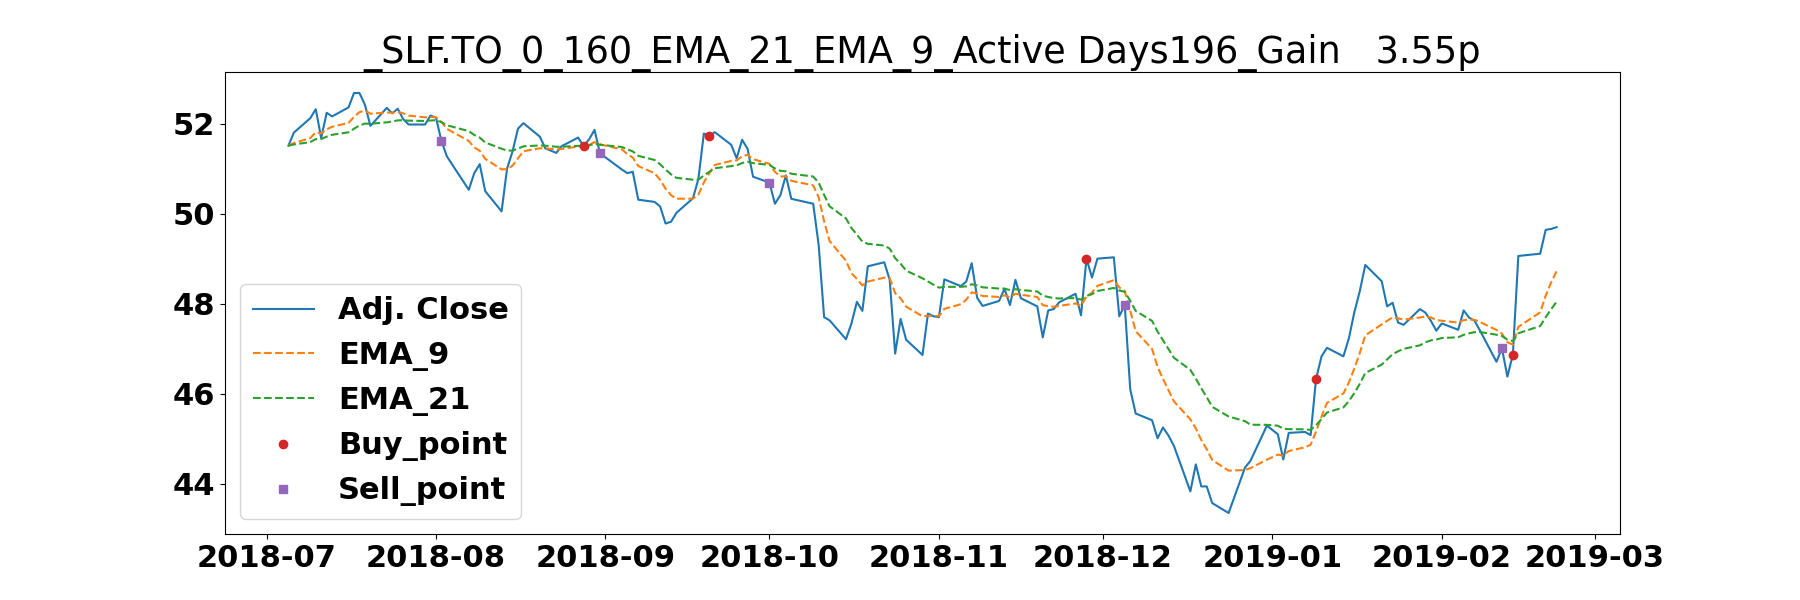 _SLF.TO_0_160_EMA_21_EMA_9_Active Days196_Gain   3.55p
52
50
48
46
44
Adj. Close
EMA_9
EMA_21
Buy_point
Sell_point
2018-07 2018-08 2018-09 2018-10 2018-11 2018-12 2019-01 2019-02 2019-03